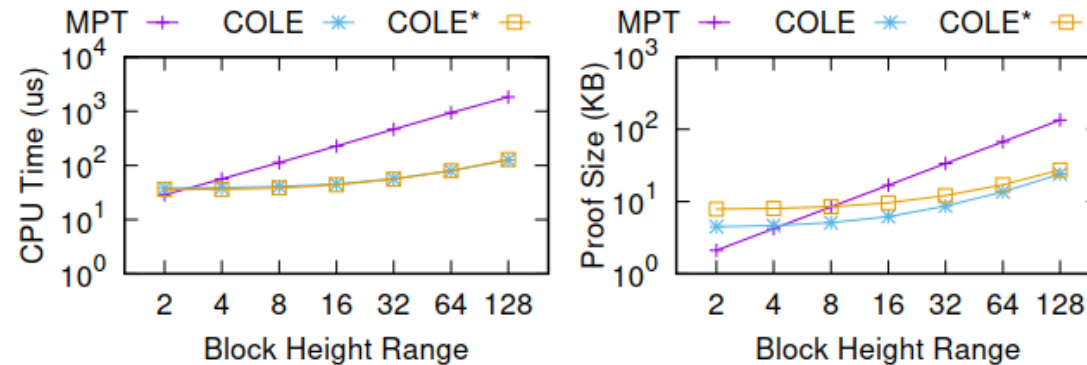 MPT COLE COLE*
CPU Time (us)
10^4
10^3
10^2
10^1
10^0
2 4 8 16 32 64 128
Block Height Range
MPT COLE COLE*
Proof Size (KB)
10^3
10^2
10^1
10^0
2 4 8 16 32 64 128
Block Height Range